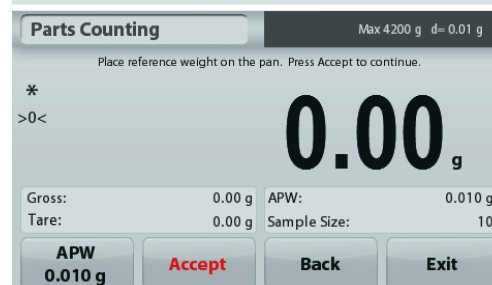 Parts Counting
Max 4200 g d= 0.01 g
Place reference weight on the pan. Press Accept to continue.
*
>0<
0.00 g
Gross: 0.00 g APW: 0.010 g
Tare: 0.00 g Sample Size: 10
APW
0.010 g
Accept
Back
Exit